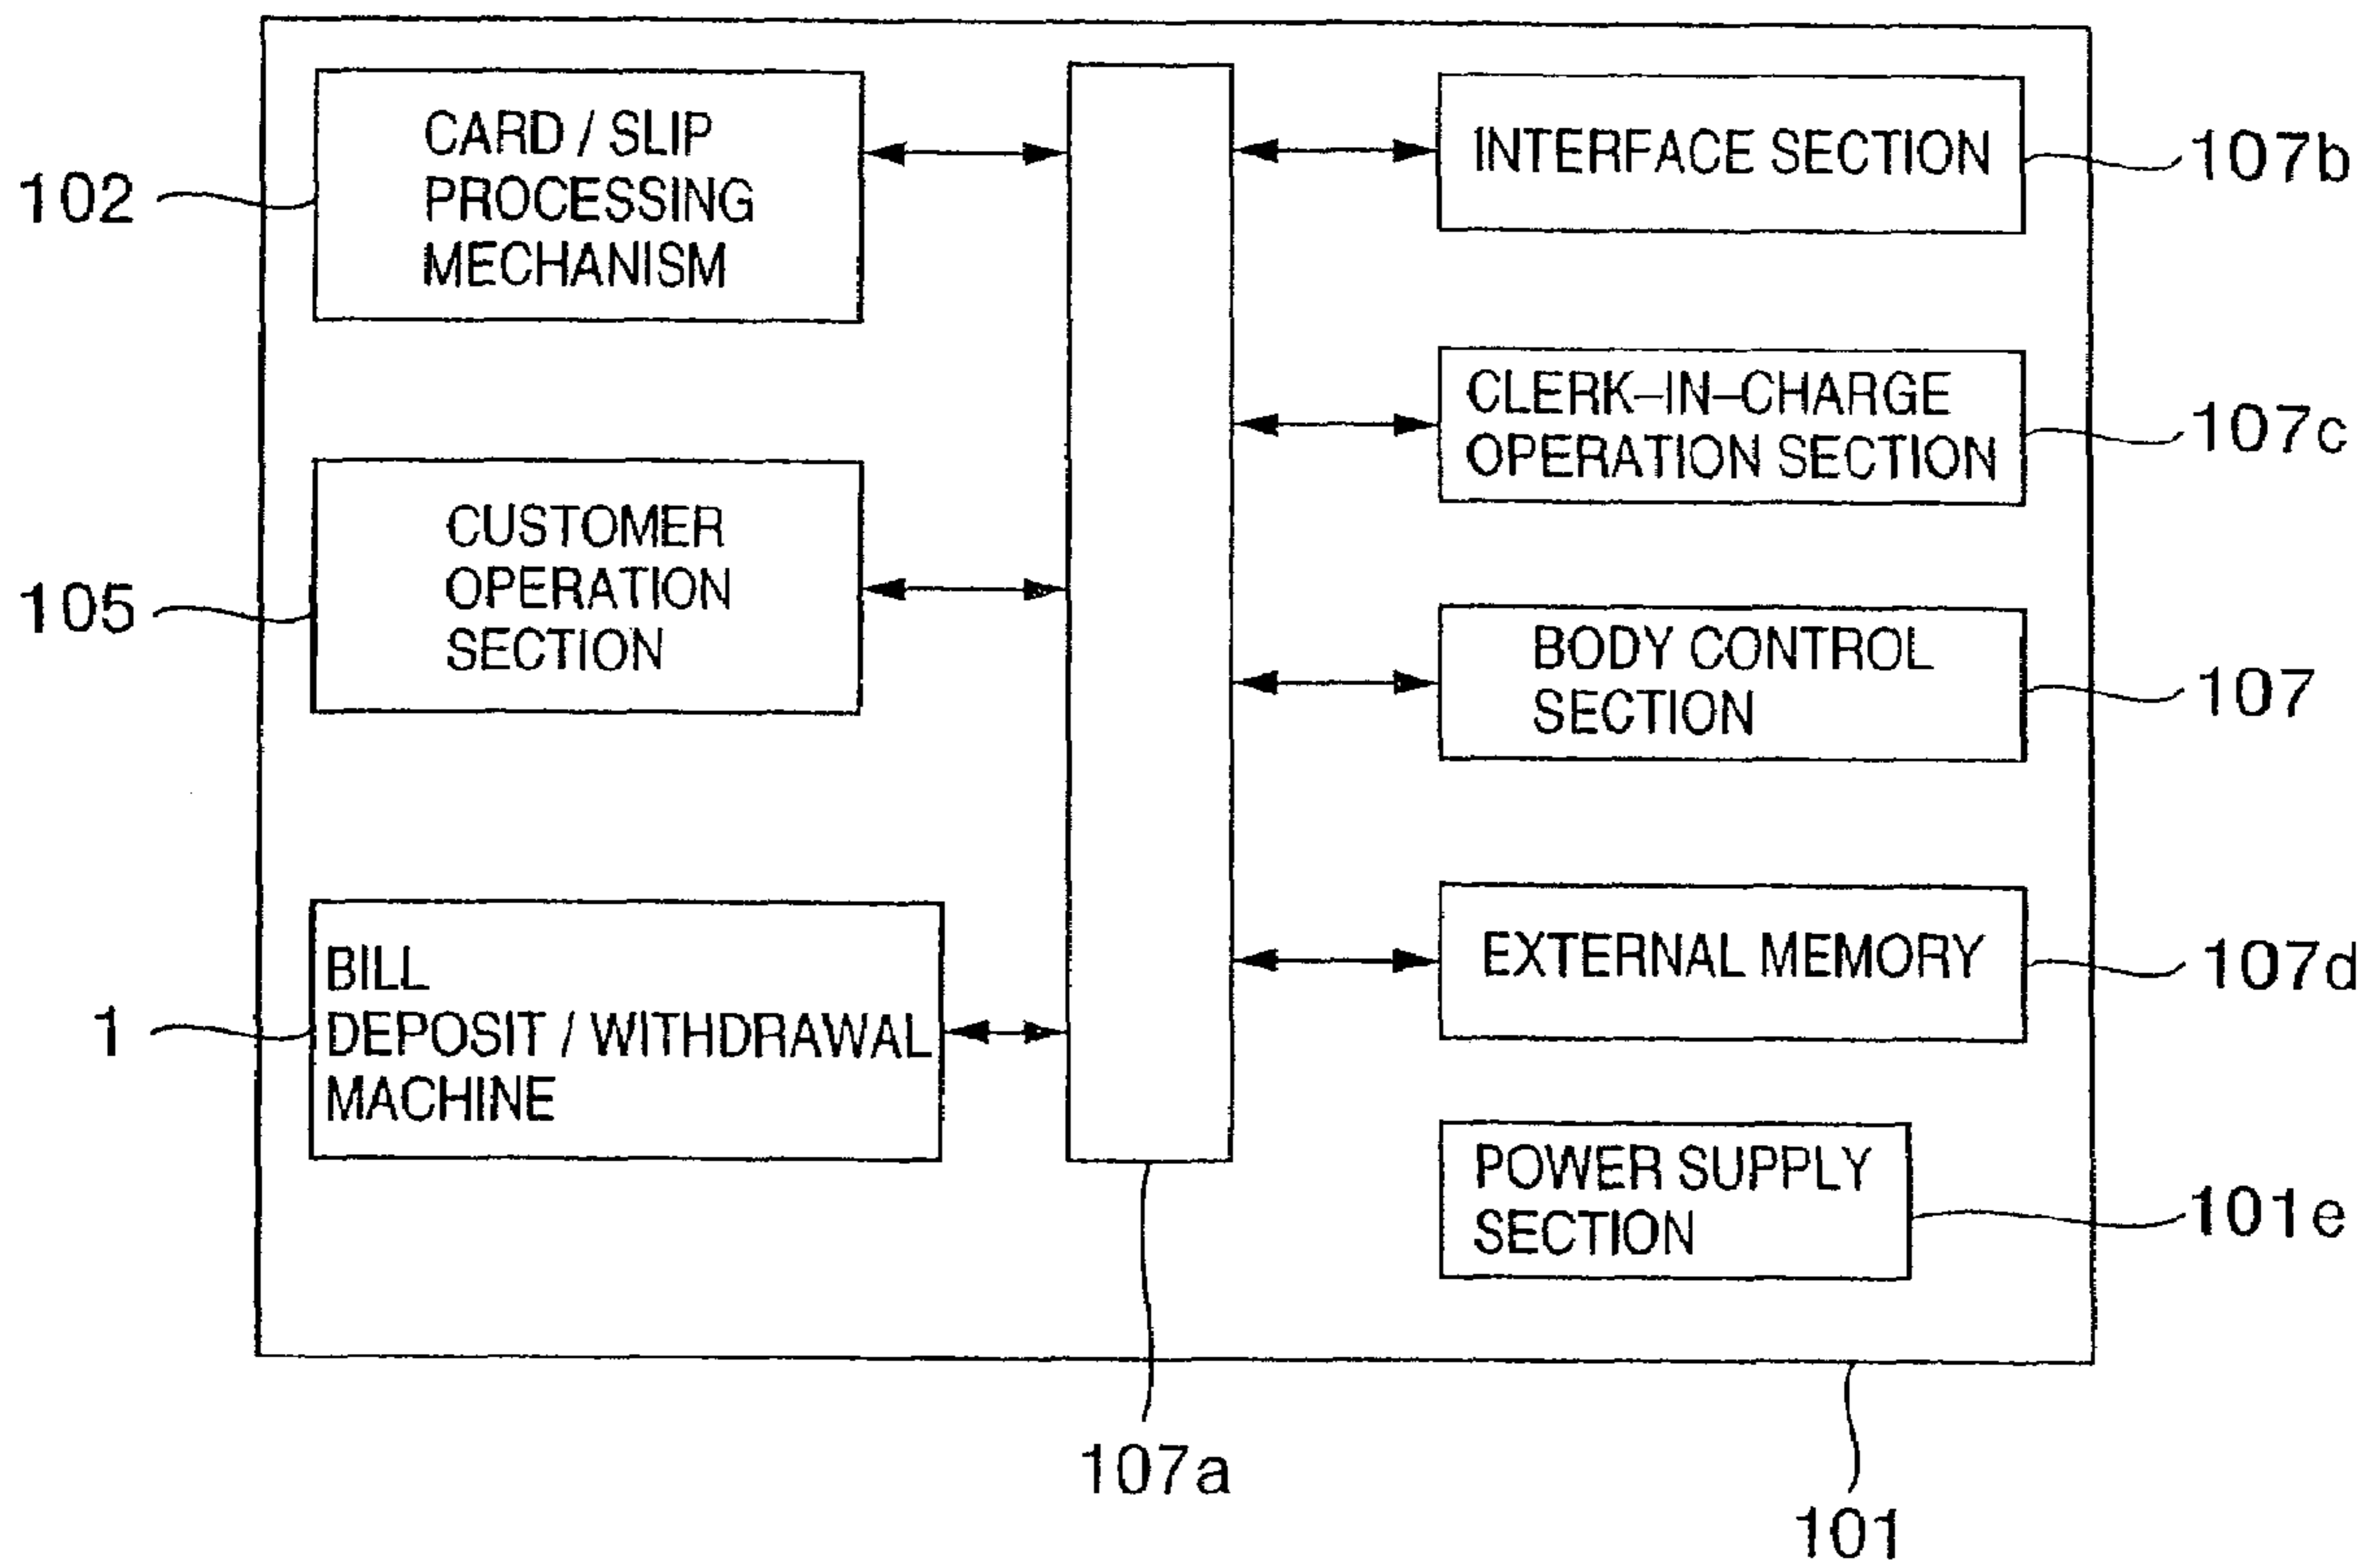 CARD / SLIP
PROCESSING
MECHANISM
102
CUSTOMER
OPERATION
SECTION
105
BILL
DEPOSIT / WITHDRAWAL
MACHINE
1
INTERFACE SECTION
107b
CLERK–IN–CHARGE
OPERATION SECTION
107c
BODY CONTROL
SECTION
107
EXTERNAL MEMORY
107d
POWER SUPPLY
SECTION
101e
107a
101